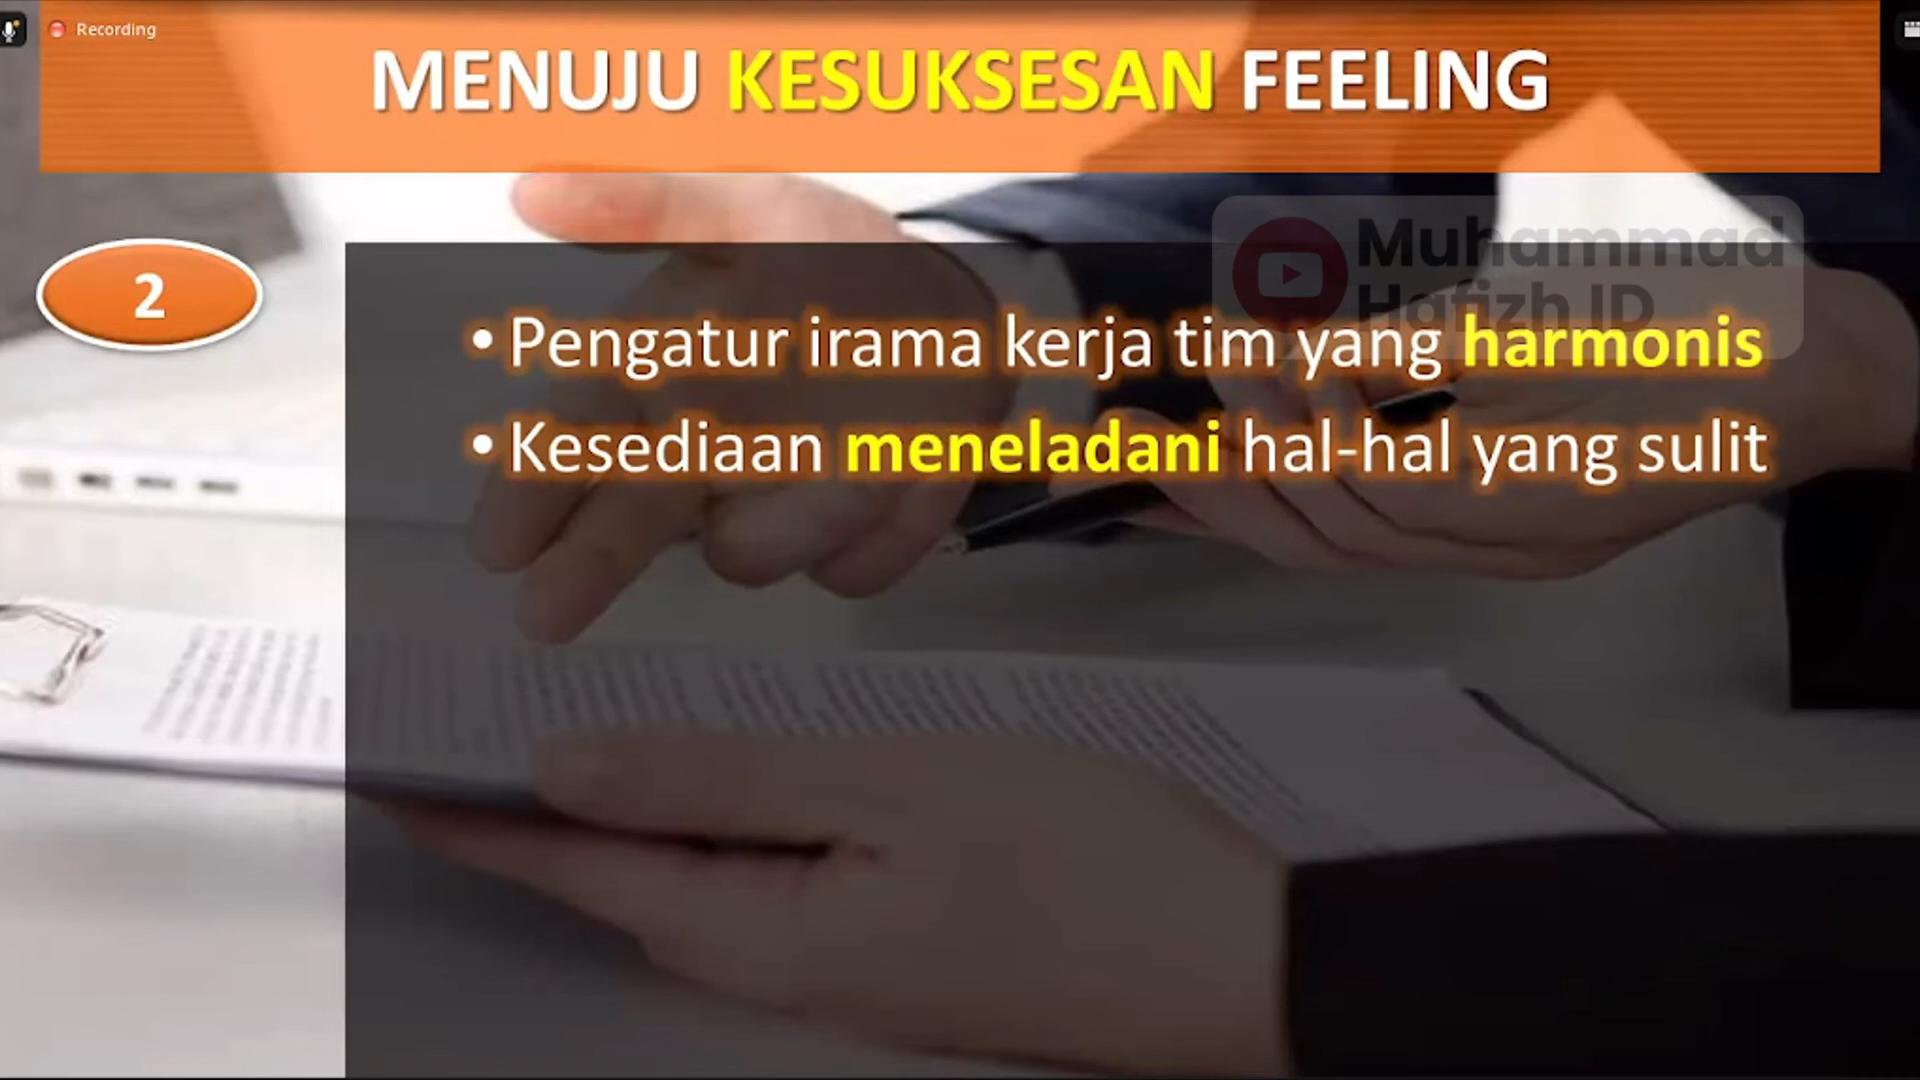 Recording
MENUJU KESUKSESAN FEELING
2
Muhammad
Hafizh ID
• Pengatur irama kerja tim yang harmonis
• Kesediaan meneladani hal-hal yang sulit